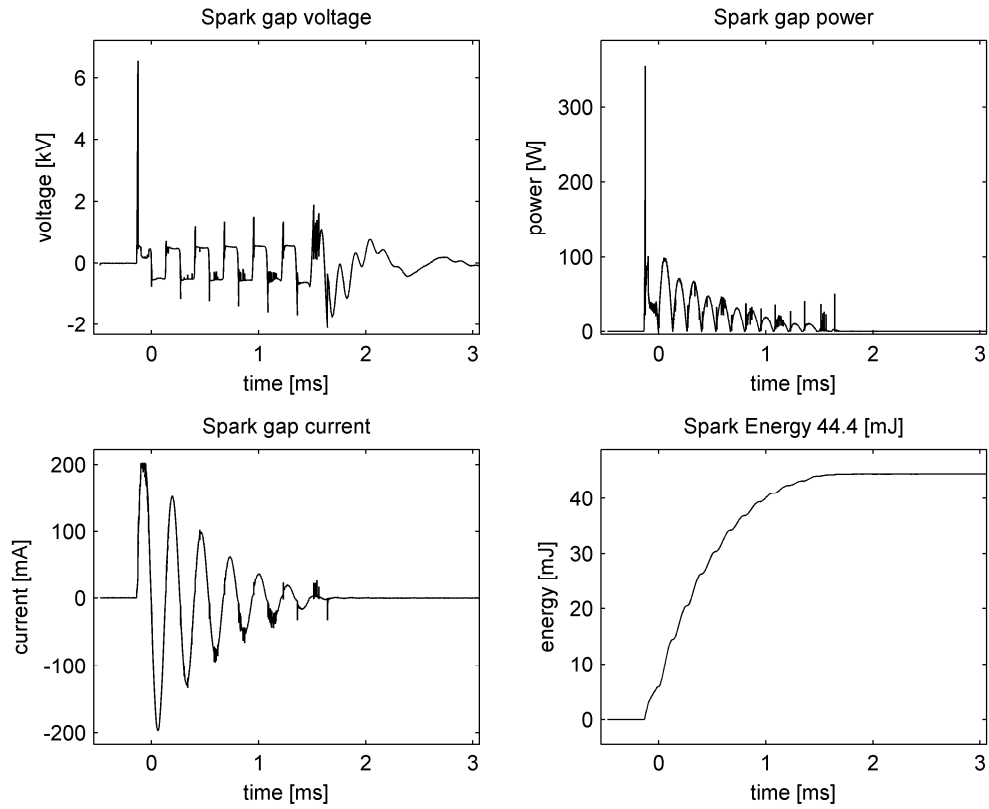 Spark gap voltage
voltage [kV]
6
4
2
0
-2
0
1
2
3
time [ms]
Spark gap power
power [W]
300
200
100
0
0
1
2
3
time [ms]
Spark gap current
current [mA]
200
100
0
-100
-200
0
1
2
3
time [ms]
Spark Energy 44.4 [mJ]
energy [mJ]
40
30
20
10
0
0
1
2
3
time [ms]